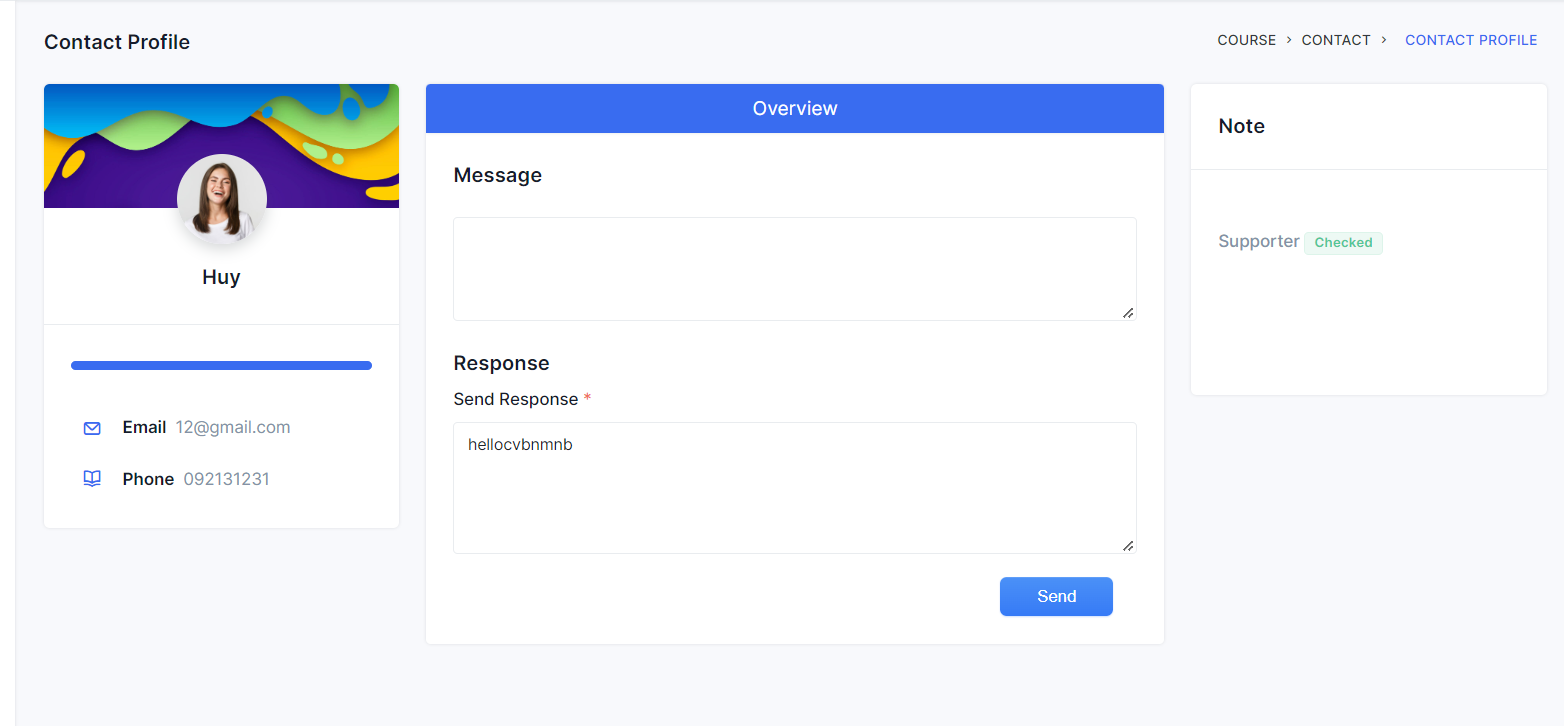 Contact Profile
COURSE > CONTACT > CONTACT PROFILE
Huy
Email 12@gmail.com
Phone 092131231
Overview
Message
Response
Send Response *
hellocvbnmnb
Send
Note
Supporter Checked